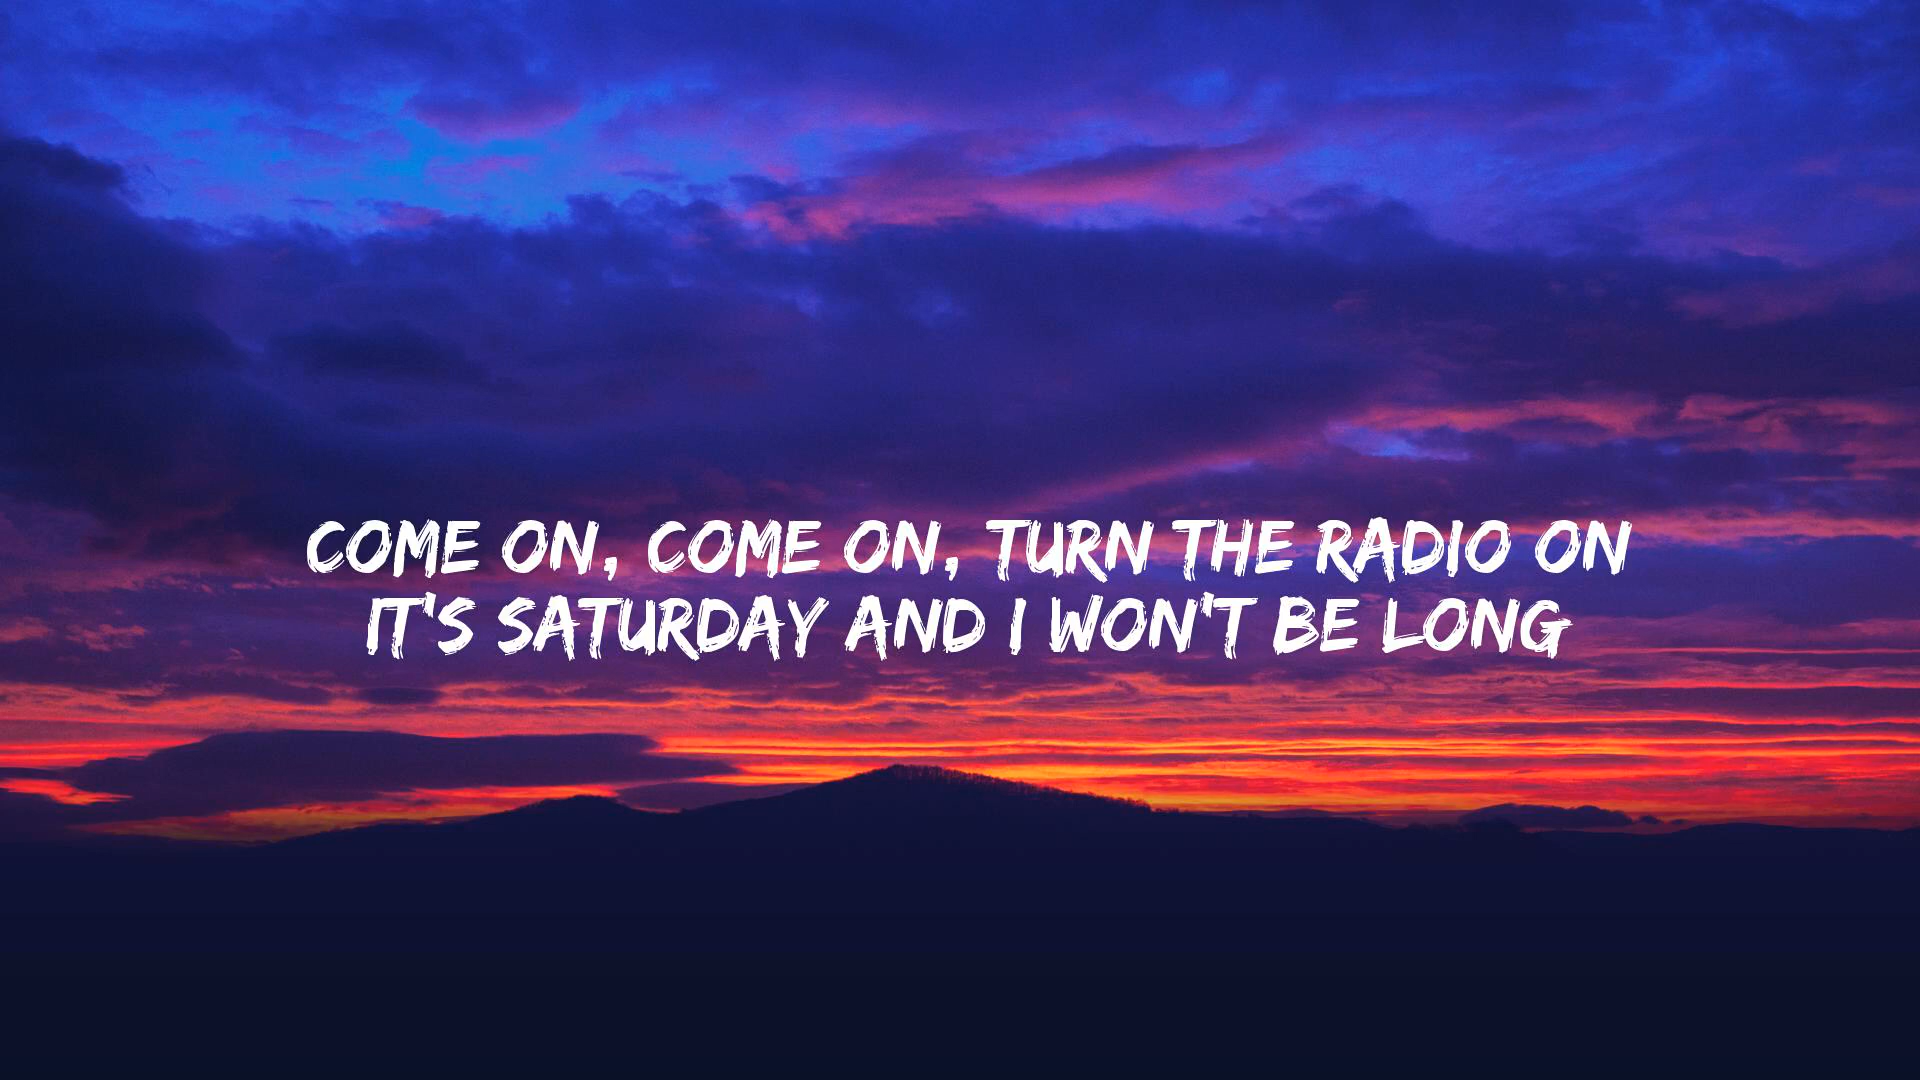 COME ON, COME ON, TURN THE RADIO ON
IT'S SATURDAY AND I WON'T BE LONG